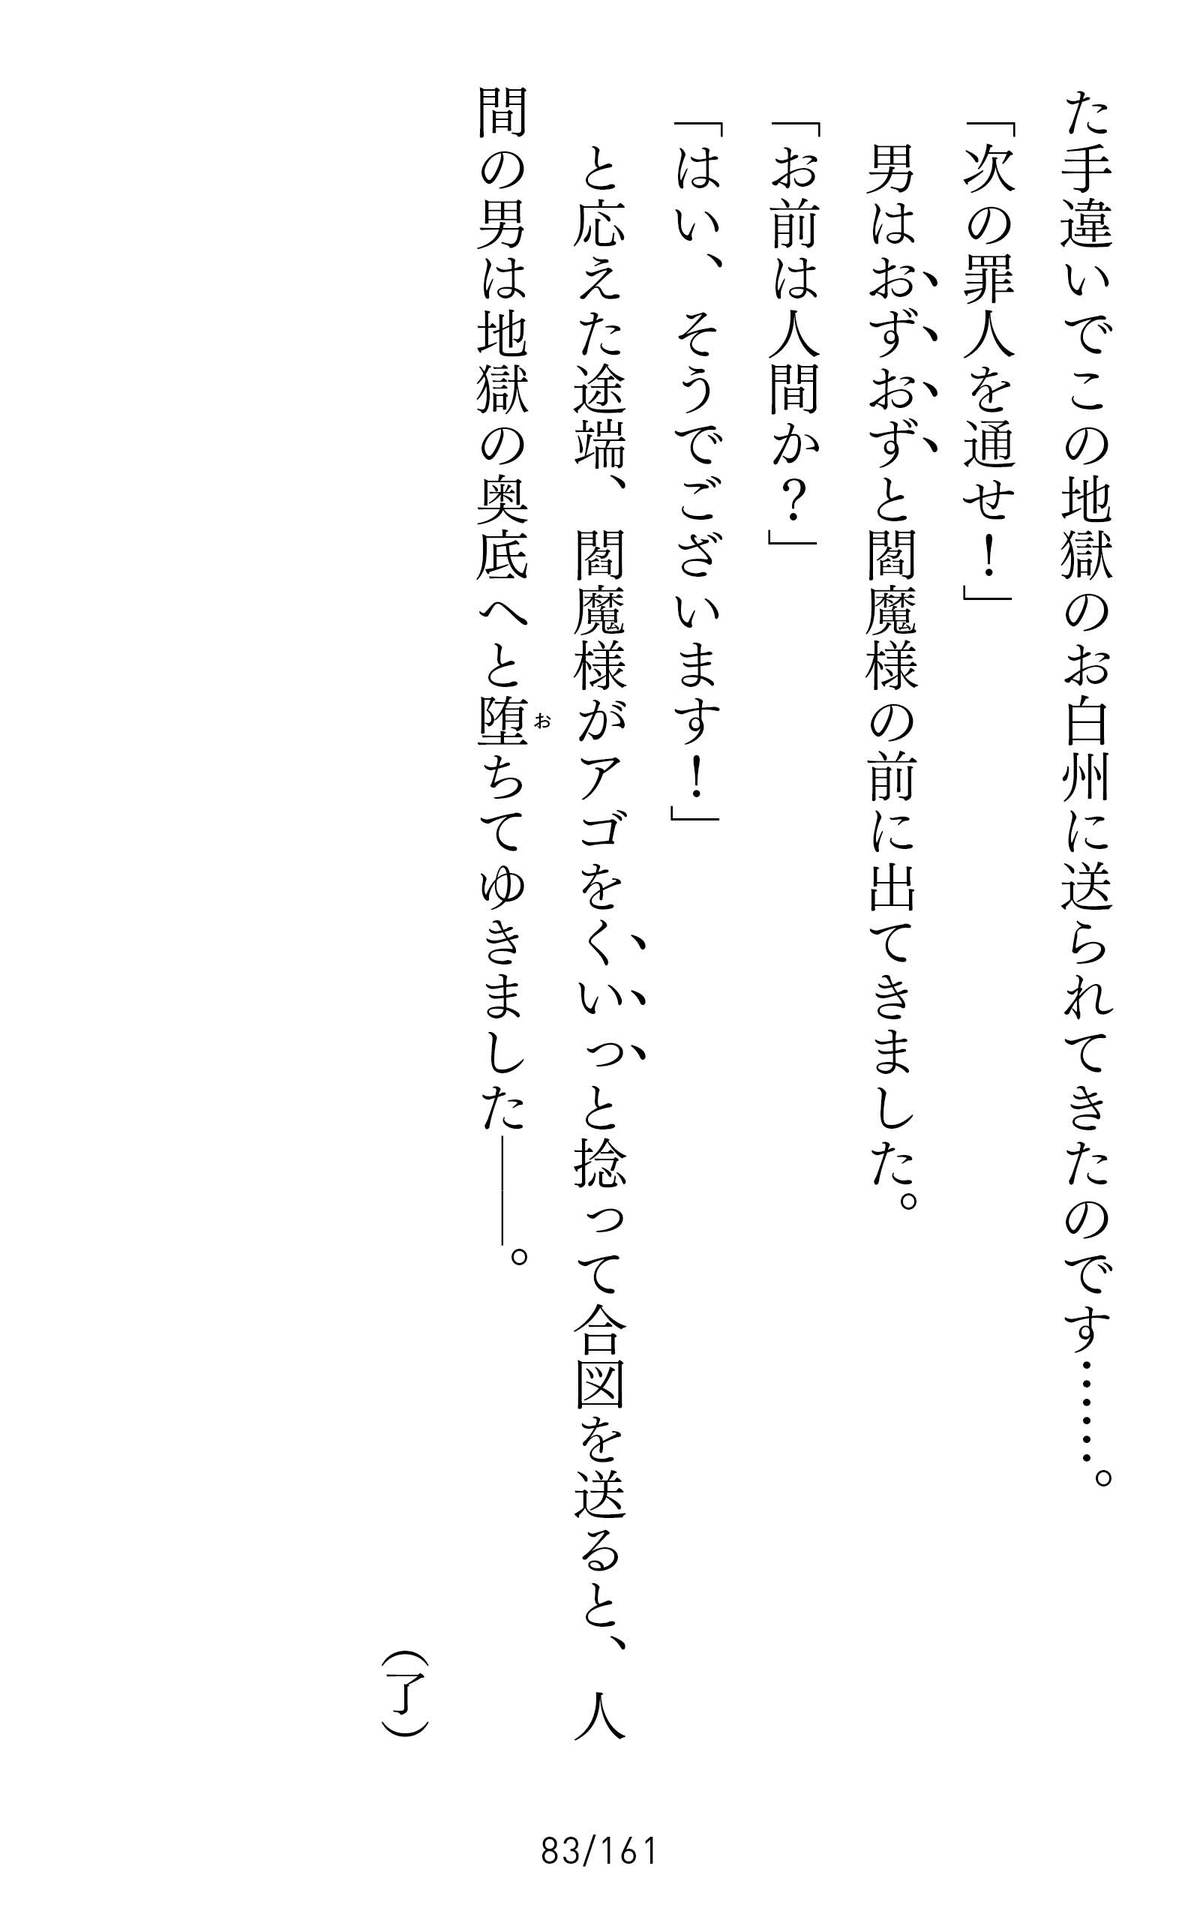 た手違いでこの地獄のお白州に送られてきたのです……。
「次の罪人を通せ！」
男はおずおずと閻魔様の前に出てきました。
「お前は人間か？」
「はい、そうでございます！」
と応えた途端、閻魔様がアゴをくいっと捻って合図を送ると、人
間の男は地獄の奥底へと堕ちてゆきました――。
お
（了）
83/161